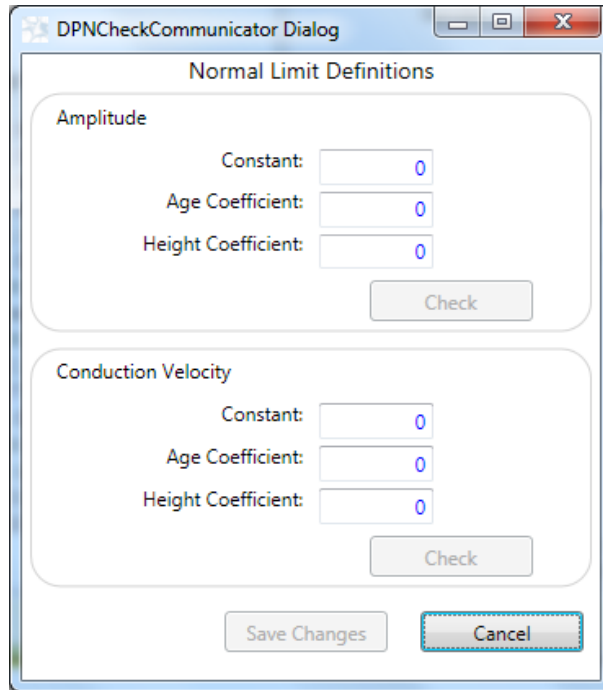 DPNCheckCommunicator Dialog
Normal Limit Definitions
Amplitude
Constant: 0
Age Coefficient: 0
Height Coefficient: 0
Check
Conduction Velocity
Constant: 0
Age Coefficient: 0
Height Coefficient: 0
Check
Save Changes Cancel